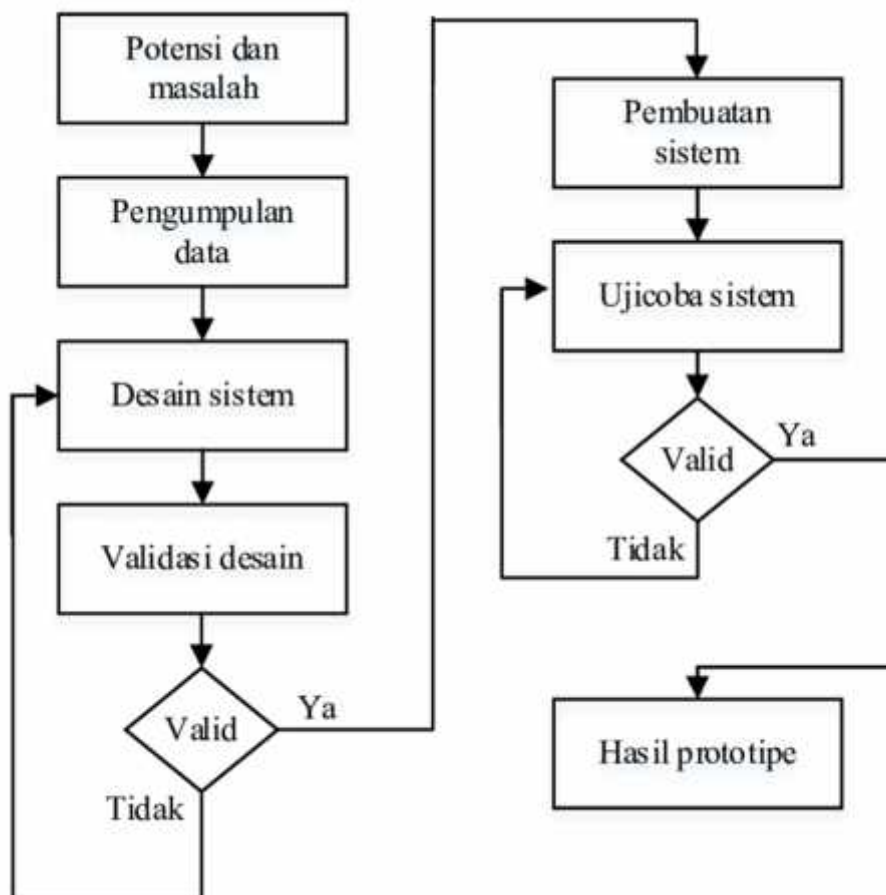 Potensi dan
masalah
Pengumpulan
data
Desain sistem
Validasi desain
Valid
Ya
Tidak
Pembuatan
sistem
Ujicoba sistem
Valid
Ya
Tidak
Hasil prototipe